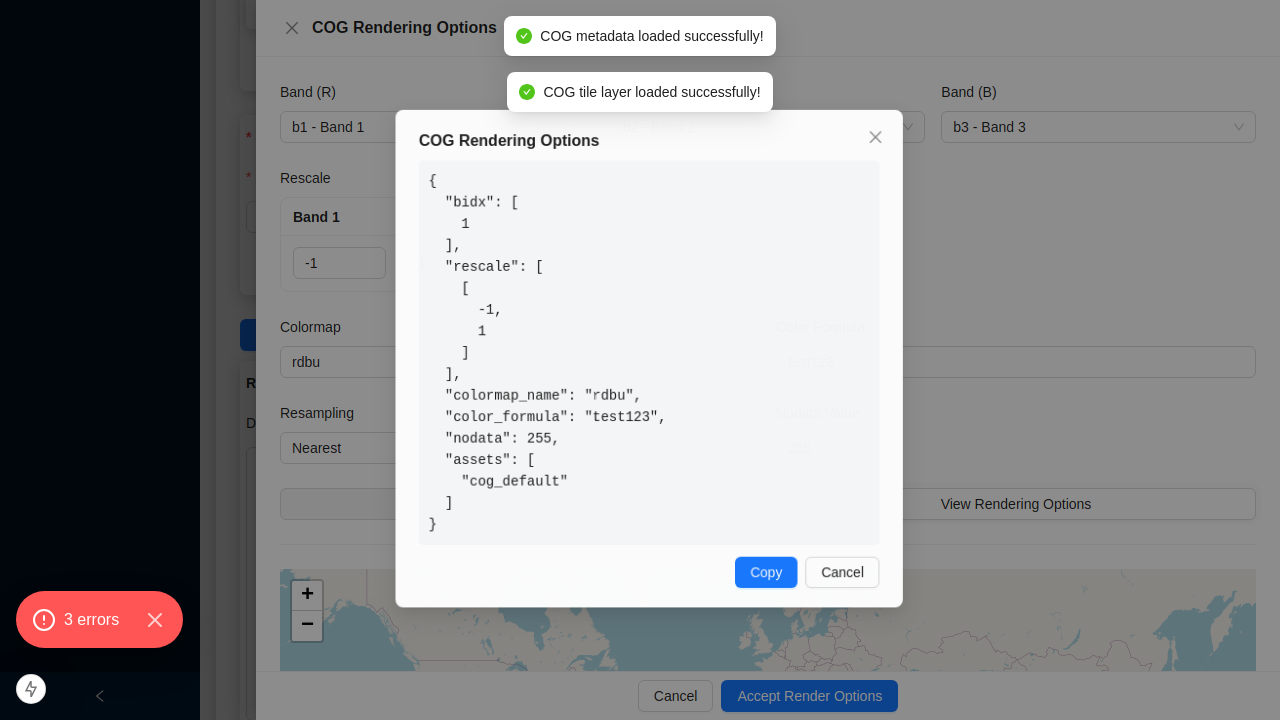 COG Rendering Options
COG metadata loaded successfully!
COG tile layer loaded successfully!
Band (R)
Band (B)
b1 - Band 1
b3 - Band 3
COG Rendering Options
{
"bidx": [
1
],
"rescale": [
[
-1,
1
]
],
"colormap_name": "rdbu",
"color_formula": "test123",
"nodata": 255,
"assets": [
"cog_default"
]
}
Copy
Cancel
Rescale
Band 1
-1
Colormap
rdbu
Resampling
Nearest
View Rendering Options
+
−
3 errors
Cancel
Accept Render Options